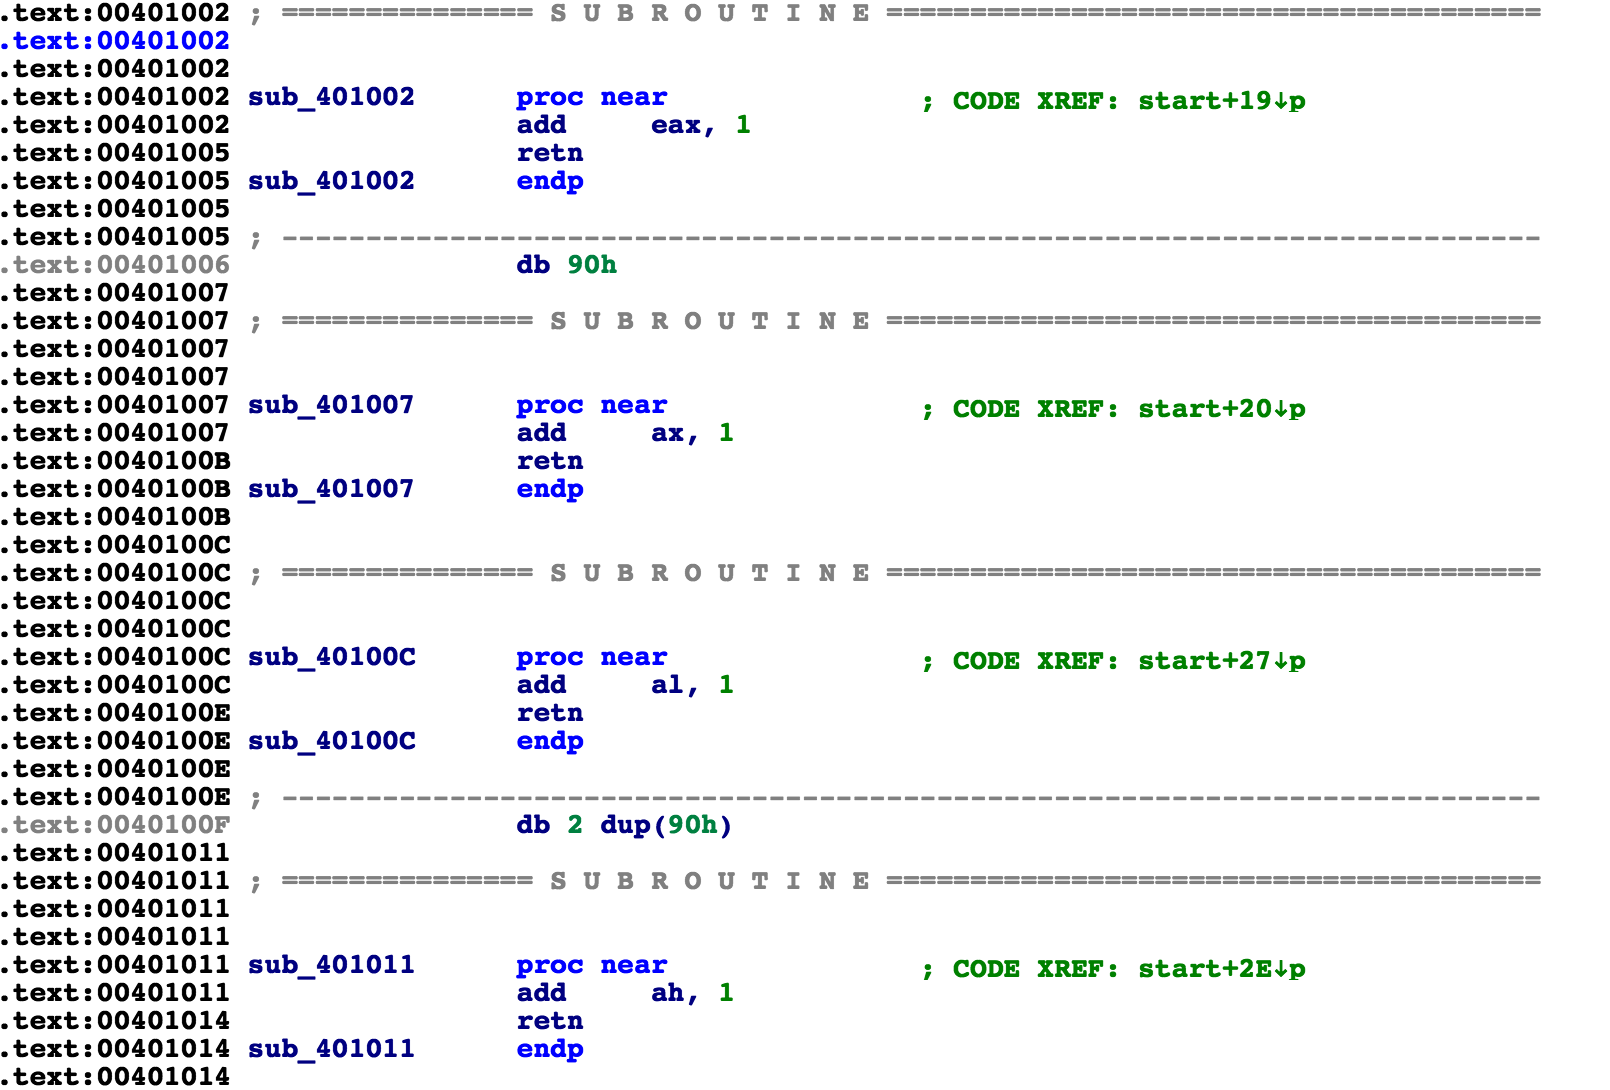 .text:00401002 ; =============== S U B R O U T I N E =======================================
.text:00401002
.text:00401002
.text:00401002 sub_401002      proc near               ; CODE XREF: start+19↓p
.text:00401002                 add     eax, 1
.text:00401005                 retn
.text:00401005 sub_401002      endp
.text:00401005
.text:00401005 ; ---------------------------------------------------------------------------
.text:00401006                 db 90h
.text:00401007
.text:00401007 ; =============== S U B R O U T I N E =======================================
.text:00401007
.text:00401007
.text:00401007 sub_401007      proc near               ; CODE XREF: start+20↓p
.text:00401007                 add     ax, 1
.text:0040100B                 retn
.text:0040100B sub_401007      endp
.text:0040100B
.text:0040100C
.text:0040100C ; =============== S U B R O U T I N E =======================================
.text:0040100C
.text:0040100C
.text:0040100C sub_40100C      proc near               ; CODE XREF: start+27↓p
.text:0040100C                 add     al, 1
.text:0040100E                 retn
.text:0040100E sub_40100C      endp
.text:0040100E
.text:0040100E ; ---------------------------------------------------------------------------
.text:0040100F                 db 2 dup(90h)
.text:00401011
.text:00401011 ; =============== S U B R O U T I N E =======================================
.text:00401011
.text:00401011
.text:00401011 sub_401011      proc near               ; CODE XREF: start+2E↓p
.text:00401011                 add     ah, 1
.text:00401014                 retn
.text:00401014 sub_401011      endp
.text:00401014